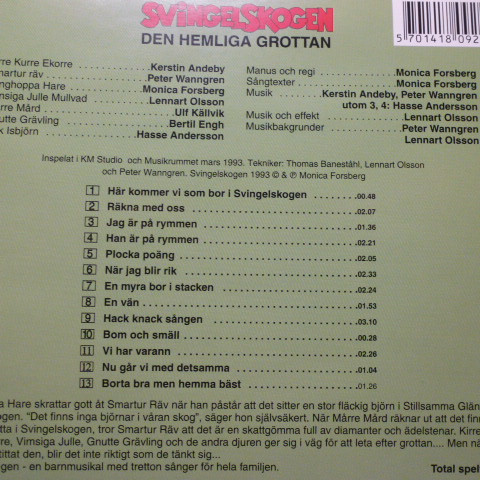 SVINGELSKOGEN
DEN HEMLIGA GROTTAN
5701418092
rre Kurre Ekorre Kerstin Andeby
martur räv Peter Wanngren
nghoppa Hare Monica Forsberg
msiga Julle Mullvad Lennart Olsson
rre Mård Ulf Källvik
utte Grävling Bertil Engh
k Isbjörn Hasse Andersson
Manus och regi Monica Forsberg
Sångtexter Monica Forsberg
Musik Kerstin Andeby, Peter Wanngren
utom 3, 4: Hasse Andersson
Musik och effekt Lennart Olsson
Musikbakgrunder Peter Wanngren
Lennart Olsson
Inspelat i KM Studio och Musikrummet mars 1993. Tekniker: Thomas Baneståhl, Lennart Olsson
och Peter Wanngren. Svingelskogen 1993 © & ℗ Monica Forsberg
1 Här kommer vi som bor i Svingelskogen .00.48
2 Räkna med oss .02.07
3 Jag är på rymmen .01.36
4 Han är på rymmen .02.21
5 Plocka poäng .02.05
6 När jag blir rik .02.33
7 En myra bor i stacken .02.24
8 En vän .01.53
9 Hack knack sången .03.10
10 Bom och smäll .00.28
11 Vi har varann .02.26
12 Nu går vi med detsamma .01.04
13 Borta bra men hemma bäst .01.26
a Hare skrattar gott åt Smartur Räv när han påstår att det sitter en stor fläckig björn i Stillsamma Glän
ogen. "Det finns inga björnar i våran skog", säger hon självsäkert. När Mårre Mård råknar ut att det finn
tta i Svingelskogen, tror Smartur Räv att det är en skattgömma full av diamanter och ädelstenar. Kirre
re, Vimsiga Julle, Gnutte Grävling och de andra djuren ger sig i väg för att leta efter grottan.... Men nä
tittat den, blir det inte riktigt som de tänkt sig...
gen - en barnmusikal med tretton sånger för hela familjen.
Total spel